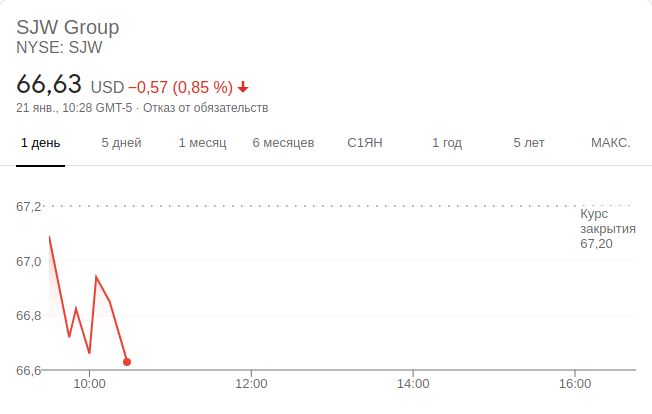 SJW Group
NYSE: SJW
66,63 USD −0,57 (0,85 %)
21 янв., 10:28 GMT-5 · Отказ от обязательств
1 день 5 дней 1 месяц 6 месяцев С1ЯН 1 год 5 лет МАКС.
67,2
Курс
закрытия
67,20
67,0
66,8
66,6
10:00 12:00 14:00 16:00